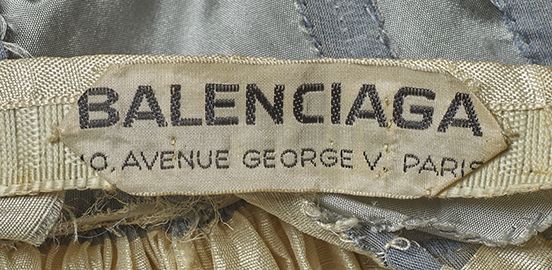 BALENCIAGA
10, AVENUE GEORGE V, PARIS